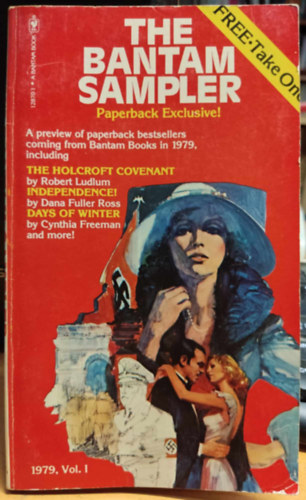 THE
BANTAM
SAMPLER
Paperback Exclusive!
FREE•Take On
A preview of paperback bestsellers
coming from Bantam Books in 1979,
including
THE HOLCROFT COVENANT
by Robert Ludlum
INDEPENDENCE!
by Dana Fuller Ross
DAYS OF WINTER
by Cynthia Freeman
and more!
1979, Vol. I
A BANTAM BOOK